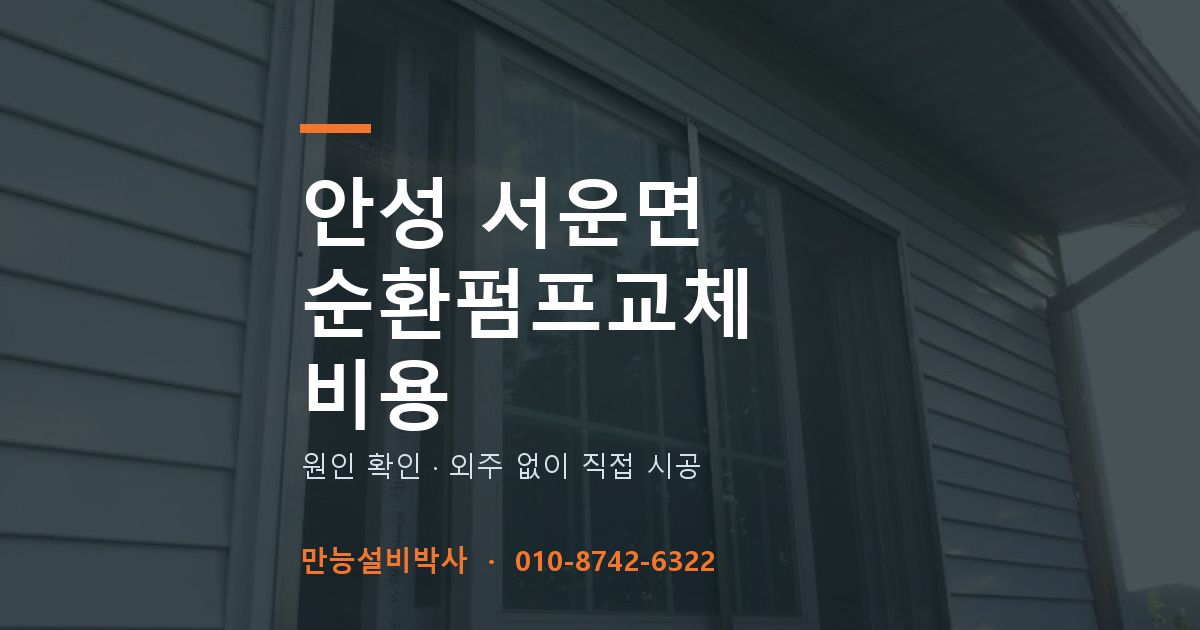 안성 서운면
순환펌프교체
비용
원인 확인 · 외주 없이 직접 시공
만능설비박사 · 010-8742-6322